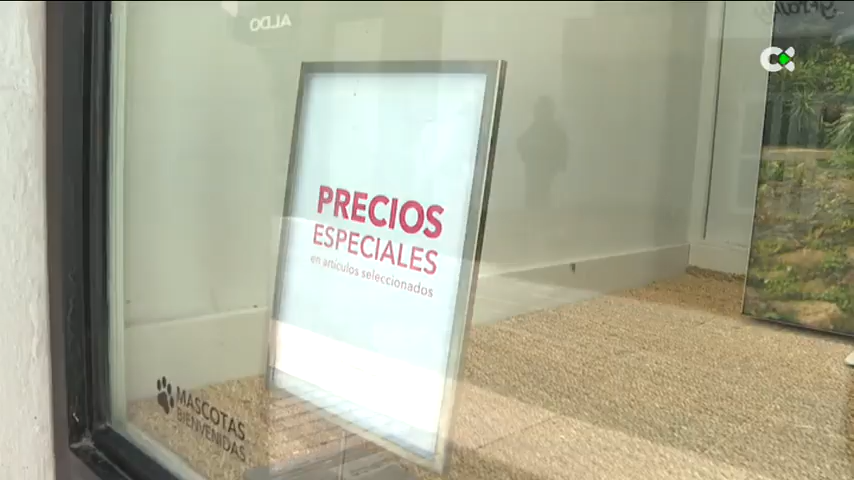 ALDO
PRECIOS
ESPECIALES
en artículos seleccionados
MASCOTAS
BIENVENIDAS